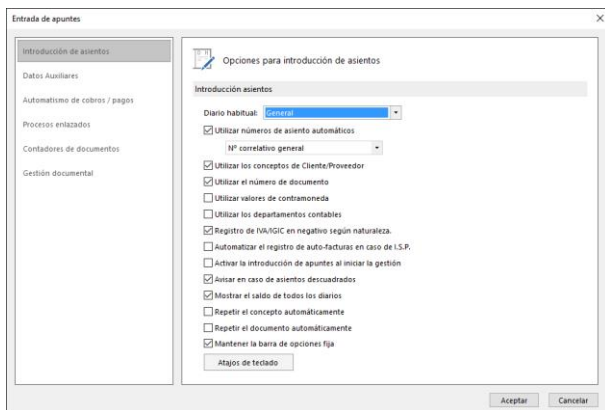 Entrada de apuntes
Introducción de asientos
Datos Auxiliares
Automatismo de cobros / pagos
Procesos enlazados
Contadores de documentos
Gestión documental
Opciones para introducción de asientos
Introducción asientos
Diario habitual: General
Utilizar números de asiento automáticos
Nº correlativo general
Utilizar los conceptos de Cliente/Proveedor
Utilizar el número de documento
Utilizar valores de contramoneda
Utilizar los departamentos contables
Registro de IVA/IGIC en negativo según naturaleza.
Automatizar el registro de auto-facturas en caso de I.S.P.
Activar la introducción de apuntes al iniciar la gestión
Avisar en caso de asientos descuadrados
Mostrar el saldo de todos los diarios
Repetir el concepto automáticamente
Repetir el documento automáticamente
Mantener la barra de opciones fija
Atajos de teclado
Aceptar Cancelar